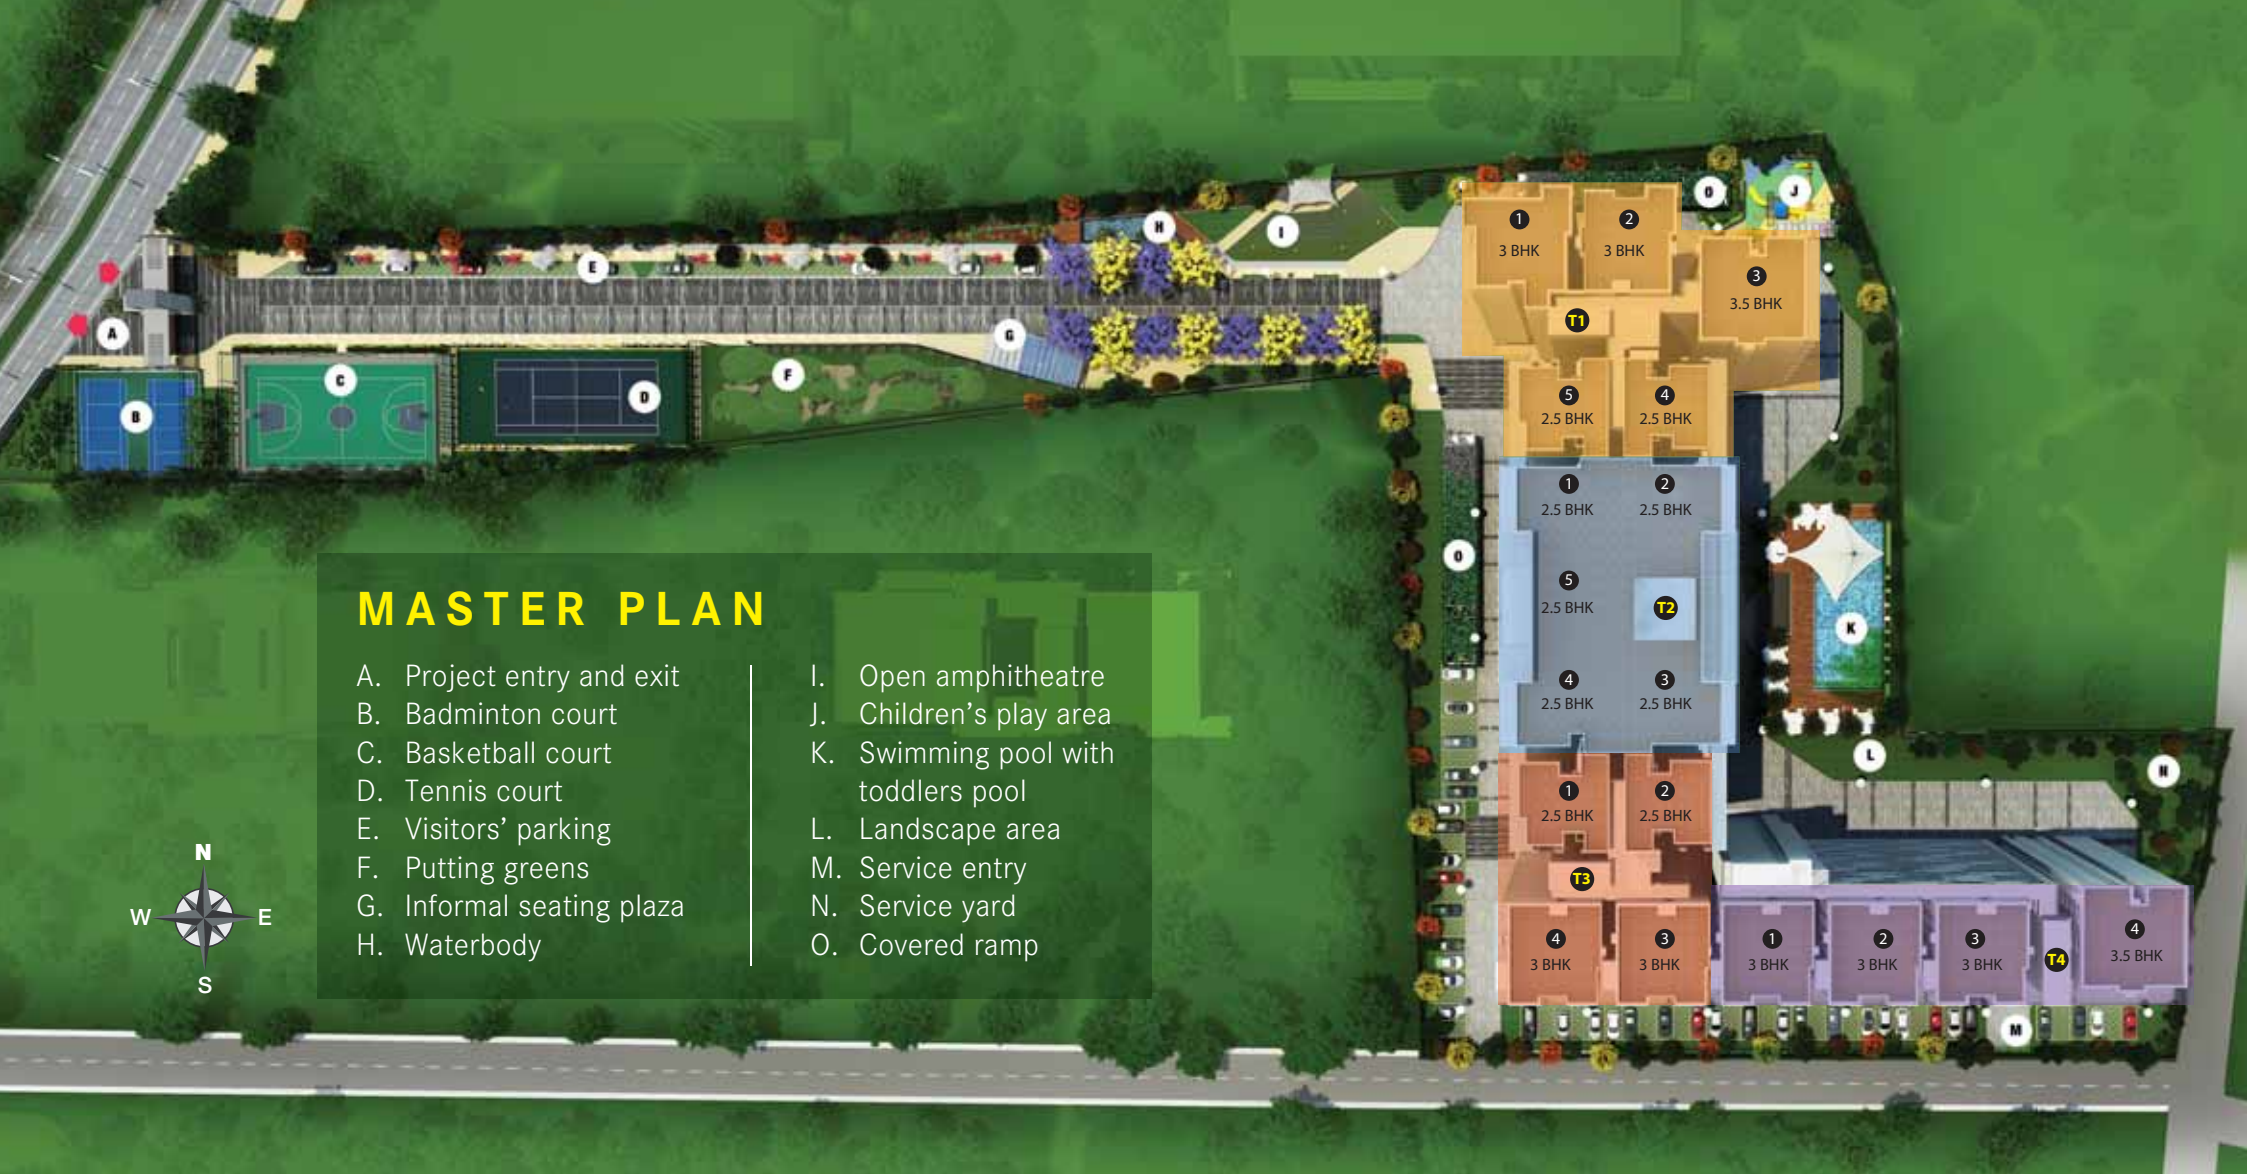 O
J
H
I
E
A
G
C
F
D
B
1
3 BHK
2
3 BHK
3
3.5 BHK
T1
5
2.5 BHK
4
2.5 BHK
1
2.5 BHK
2
2.5 BHK
O
5
2.5 BHK
T2
K
4
2.5 BHK
3
2.5 BHK
L
N
1
2.5 BHK
2
2.5 BHK
T3
4
3 BHK
3
3 BHK
1
3 BHK
2
3 BHK
3
3 BHK
T4
4
3.5 BHK
M
MASTER PLAN
A. Project entry and exit
B. Badminton court
C. Basketball court
D. Tennis court
E. Visitors’ parking
F. Putting greens
G. Informal seating plaza
H. Waterbody
I. Open amphitheatre
J. Children’s play area
K. Swimming pool with
toddlers pool
L. Landscape area
M. Service entry
N. Service yard
O. Covered ramp
N
W E
S